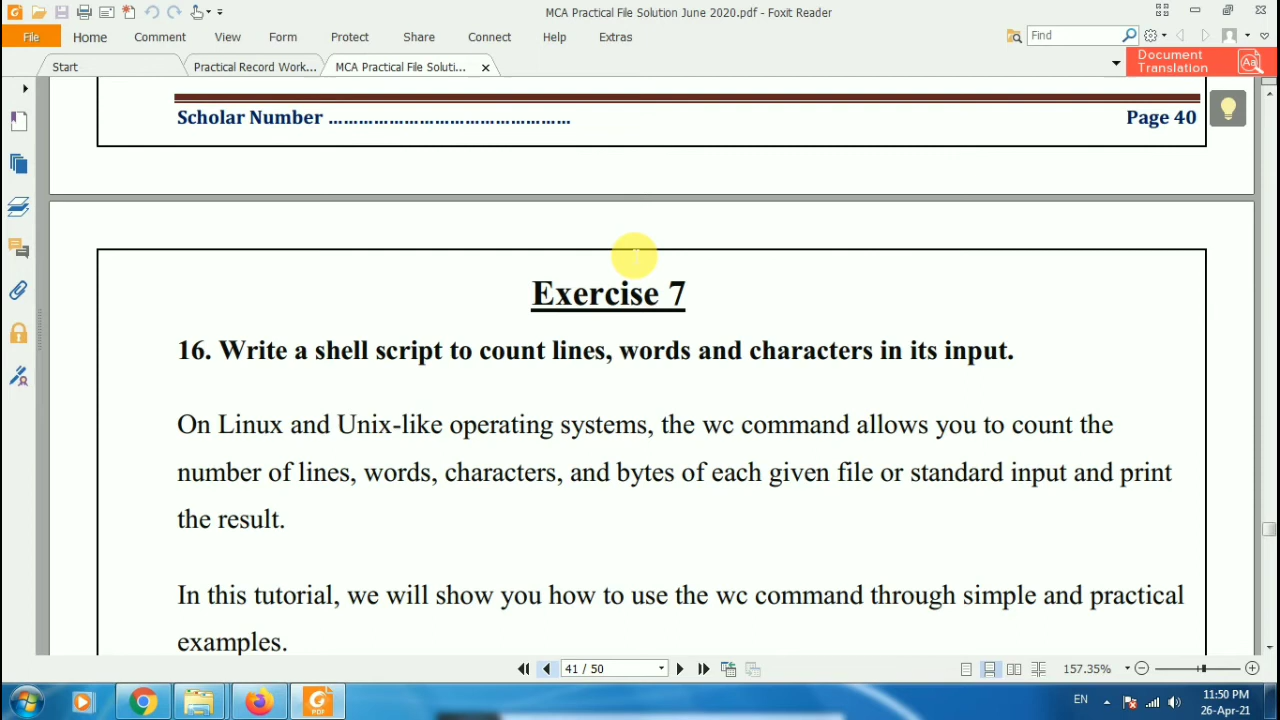 MCA Practical File Solution June 2020.pdf - Foxit Reader
File Home Comment View Form Protect Share Connect Help Extras Find
Start Practical Record Work... MCA Practical File Soluti...
Document
Translation
Scholar Number ................................................ Page 40
Exercise 7
16. Write a shell script to count lines, words and characters in its input.
On Linux and Unix-like operating systems, the wc command allows you to count the
number of lines, words, characters, and bytes of each given file or standard input and print
the result.
In this tutorial, we will show you how to use the wc command through simple and practical
examples.
41 / 50 157.35%
EN 11:50 PM
26-Apr-21